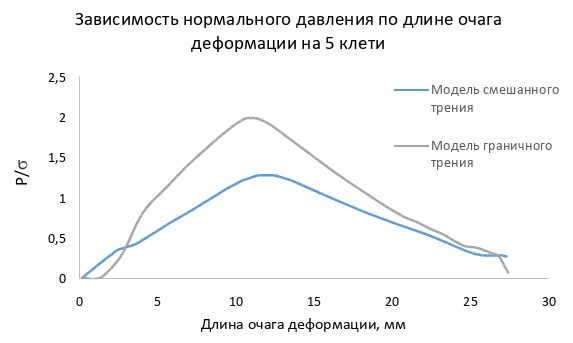 Зависимость нормального давления по длине очага
деформации на 5 клети
2,5
2
1,5
1
0,5
0
P/σ
Модель смешанного
трения
Модель граничного
трения
0 5 10 15 20 25 30
Длина очага деформации, мм